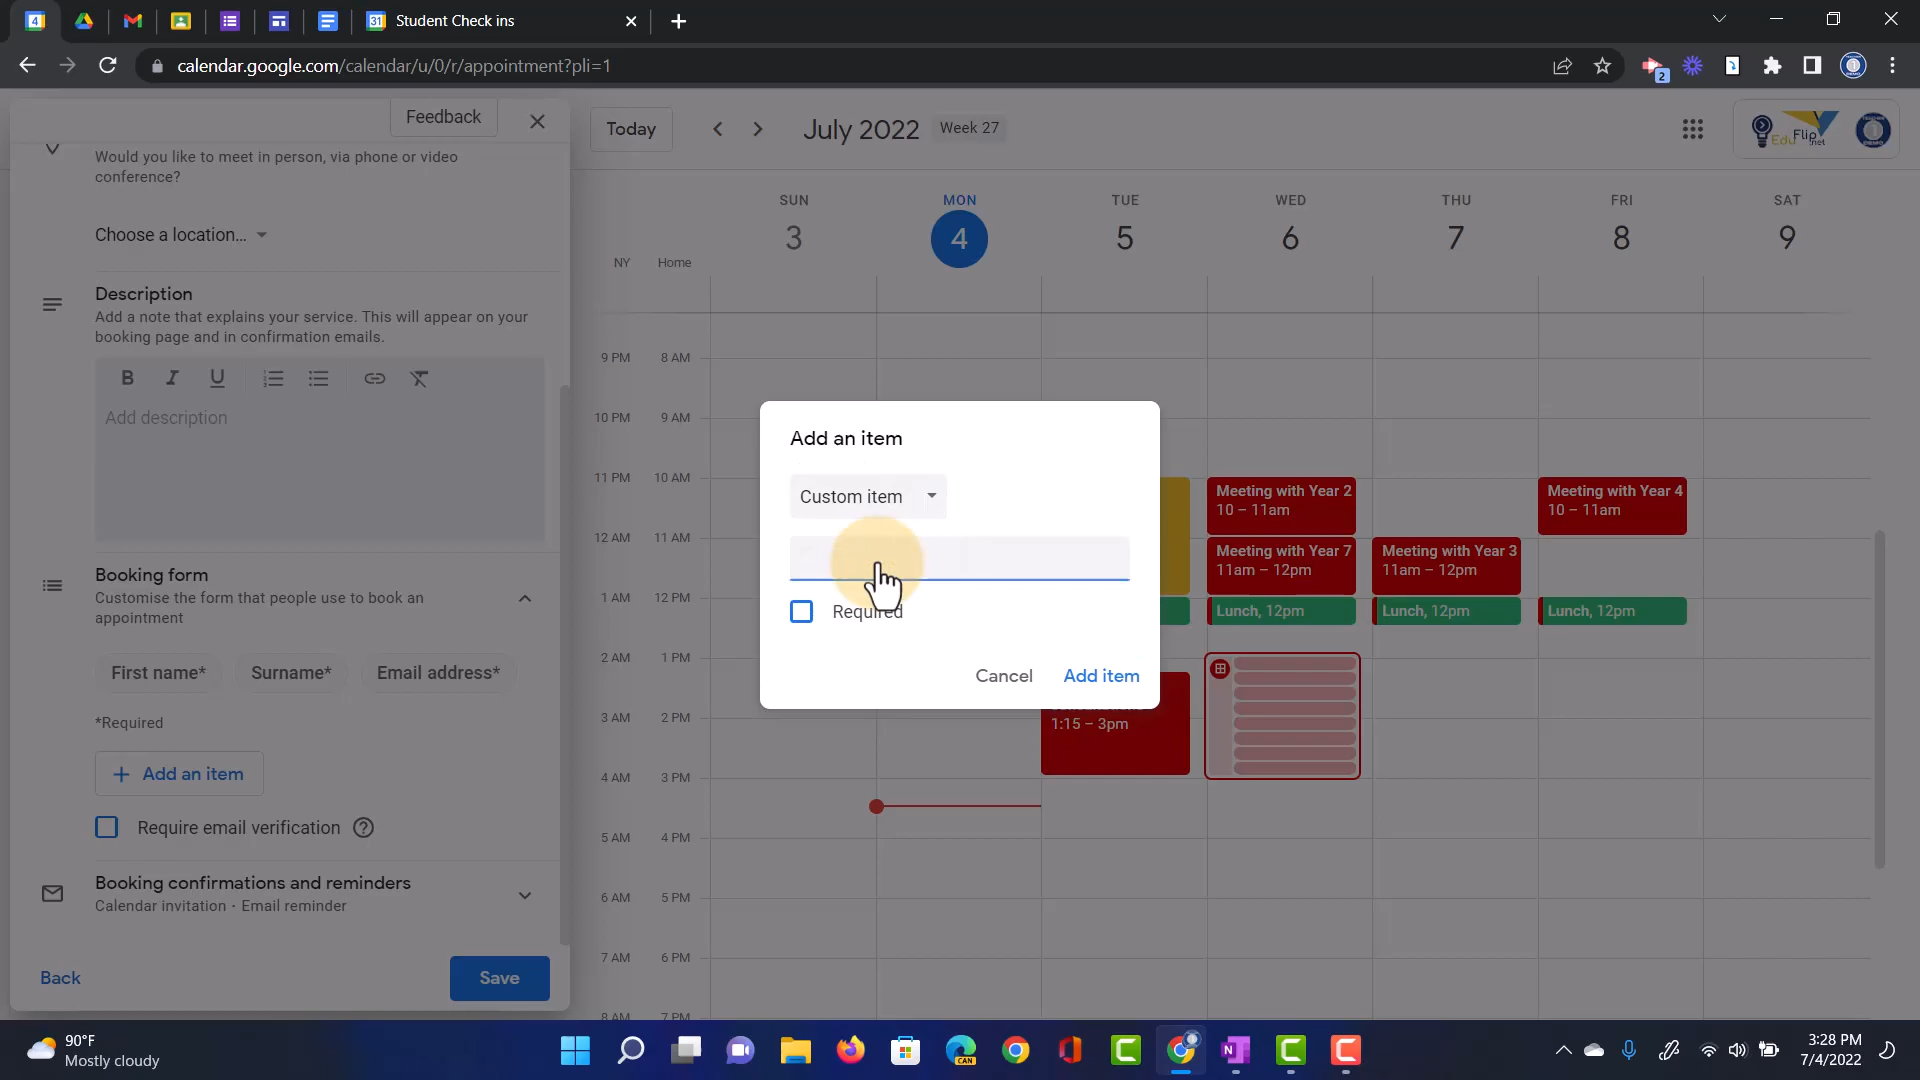 Student Check ins
calendar.google.com/calendar/u/0/r/appointment?pli=1
2
Feedback
Would you like to meet in person, via phone or video
conference?
Choose a location...
Description
Add a note that explains your service. This will appear on your
booking page and in confirmation emails.
B I U
Add description
Booking form
Customise the form that people use to book an
appointment
First name* Surname* Email address*
*Required
+ Add an item
Require email verification
Booking confirmations and reminders
Calendar invitation · Email reminder
Back
Save
Today
July 2022
Week 27
EduFlip.net
SUN MON TUE WED THU FRI SAT
3 4 5 6 7 8 9
NY Home
9 PM 8 AM
10 PM 9 AM
11 PM 10 AM
12 AM 11 AM
1 AM 12 PM
2 AM 1 PM
3 AM 2 PM
4 AM 3 PM
5 AM 4 PM
6 AM 5 PM
7 AM 6 PM
8 AM 7 PM
Meeting with Year 2
10 – 11am
Meeting with Year 7
11am – 12pm
Lunch, 12pm
Meeting with Year 3
11am – 12pm
Lunch, 12pm
Meeting with Year 4
10 – 11am
Lunch, 12pm
1:15 – 3pm
Add an item
Custom item
Required
Cancel
Add item
90°F
Mostly cloudy
CAN
3:28 PM
7/4/2022